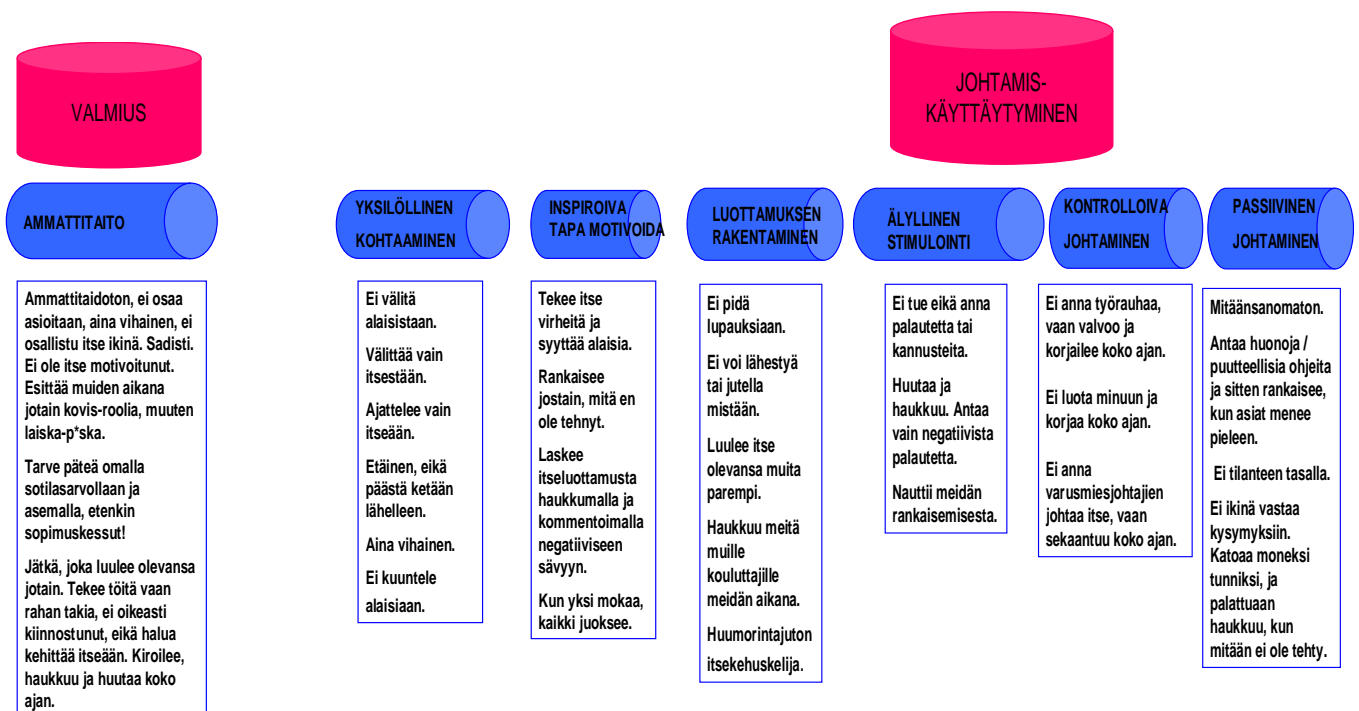 VALMIUS
JOHTAMIS-
KÄYTTÄYTYMINEN
AMMATTITAITO
Ammattitaidoton, ei osaa
asioitaan, aina vihainen, ei
osallistu itse ikinä. Sadisti.
Ei ole itse motivoitunut.
Esittää muiden aikana
jotain kovis-roolia, muuten
laiska-p*ska.
Tarve päteä omalla
sotilasarvollaan ja
asemalla, etenkin
sopimuskessut!
Jätkä, joka luulee olevansa
jotain. Tekee töitä vaan
rahan takia, ei oikeasti
kiinnostunut, eikä halua
kehittää itseään. Kiroilee,
haukkuu ja huutaa koko
ajan.
YKSILÖLLINEN
KOHTAAMINEN
Ei välitä
alaisistaan.
Välittää vain
itsestään.
Ajattelee vain
itseään.
Etäinen, eikä
päästä ketään
lähelleen.
Aina vihainen.
Ei kuuntele
alaisiaan.
INSPIROIVA
TAPA MOTIVOIDA
Tekee itse
virheitä ja
syyttää alaisia.
Rankaisee
jostain, mitä en
ole tehnyt.
Laskee
itseluottamusta
haukkumalla ja
kommentoimalla
negatiiviseen
sävyyn.
Kun yksi mokaa,
kaikki juoksee.
LUOTTAMUKSEN
RAKENTAMINEN
Ei pidä
lupauksiaan.
Ei voi lähestyä
tai jutella
mistään.
Luulee itse
olevansa muita
parempi.
Haukkuu meitä
muille
kouluttajille
meidän aikana.
Huumorintajuton
itsekehuskelija.
ÄLYLLINEN
STIMULOINTI
Ei tue eikä anna
palautetta tai
kannusteita.
Huutaa ja
haukkuu. Antaa
vain negatiivista
palautetta.
Nauttii meidän
rankaisemisesta.
KONTROLLOIVA
JOHTAMINEN
Ei anna työrauhaa,
vaan valvoo ja
korjailee koko ajan.
Ei luota minuun ja
korjaa koko ajan.
Ei anna
varusmiesjohtajien
johtaa itse, vaan
sekaantuu koko ajan.
PASSIIVINEN
JOHTAMINEN
Mitäänsanomaton.
Antaa huonoja /
puutteellisia ohjeita
ja sitten rankaisee,
kun asiat menee
pieleen.
Ei tilanteen tasalla.
Ei ikinä vastaa
kysymyksiin.
Katoaa moneksi
tunniksi, ja
palattuaan
haukkuu, kun
mitään ei ole tehty.